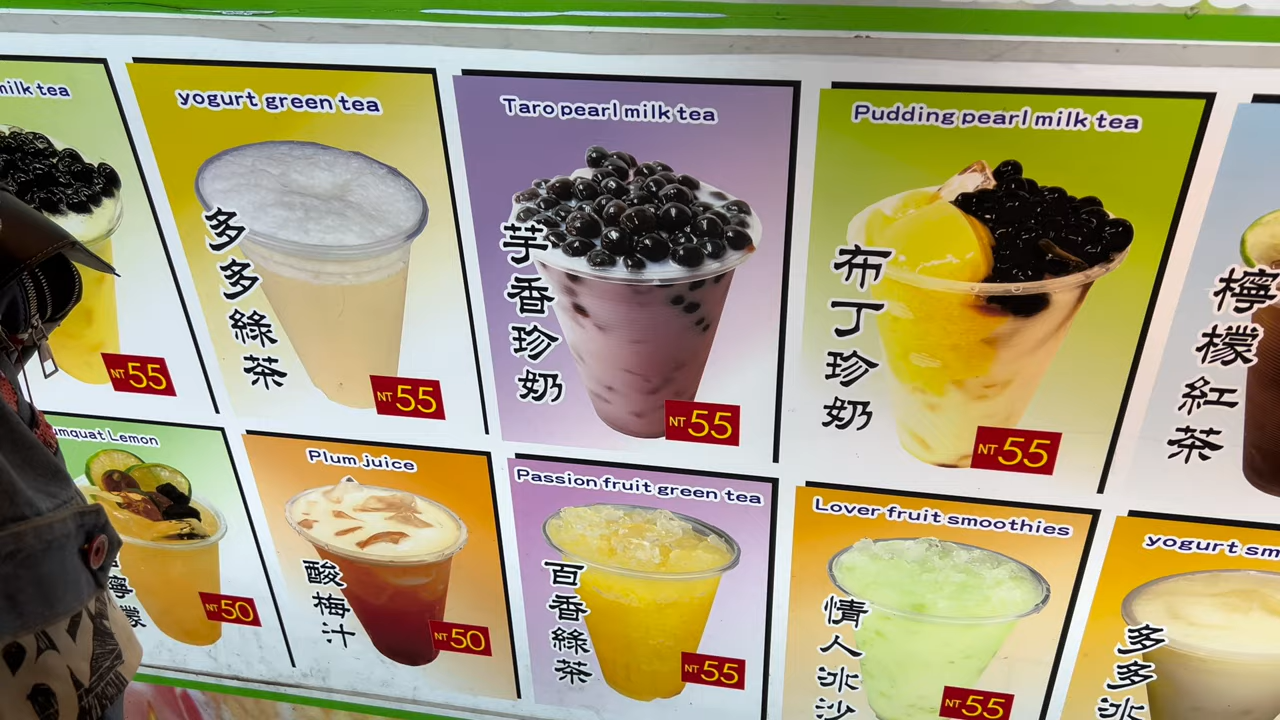 milk tea
NT55
yogurt green tea
多多綠茶
NT55
Taro pearl milk tea
芋香珍奶
NT55
Pudding pearl milk tea
布丁珍奶
NT55
檸檬紅茶
Lemon
檸檬
NT50
Plum juice
酸梅汁
NT50
Passion fruit green tea
百香綠茶
NT55
Lover fruit smoothies
情人冰沙
NT55
yogurt
多多冰